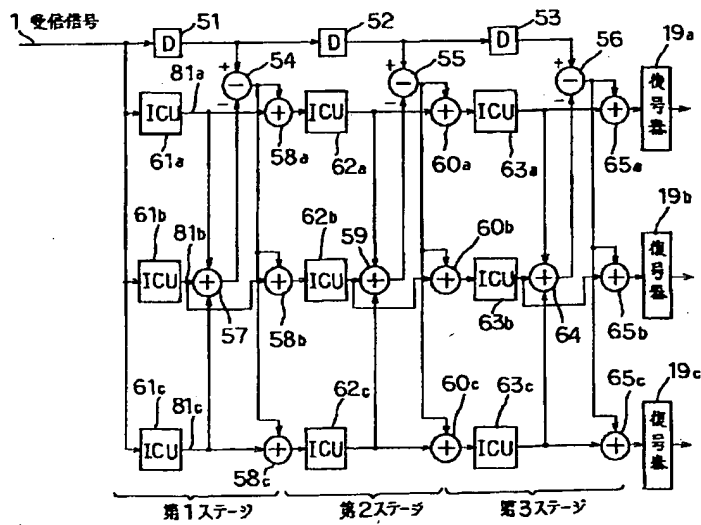 1 受信信号
D 51
D 52
D 53
54
55
56
19a
復号器
81a
ICU
61a
58a
ICU
62a
60a
ICU
63a
65a
61b
81b
ICU
57
58b
62b
ICU
59
60b
ICU
63b
64
65b
19b
復号器
61c
81c
ICU
58c
62c
ICU
60c
63c
ICU
65c
19c
復号器
第1ステージ
第2ステージ
第3ステージ